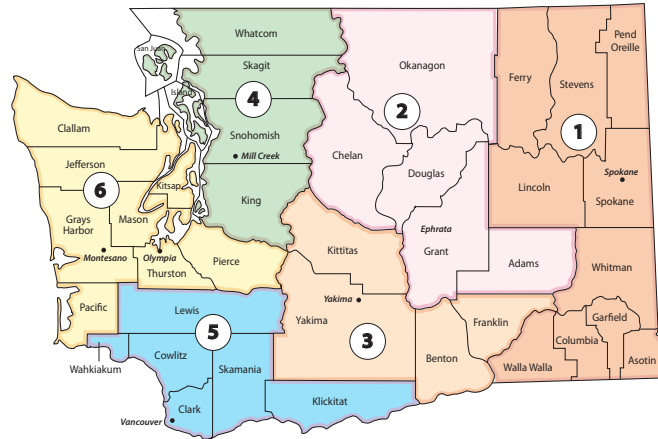 Whatcom
San Juan
Skagit
Island
4
Snohomish
Mill Creek
King
Okanagon
2
Chelan
Douglas
Ephrata
Grant
Adams
Ferry
Stevens
Pend
Oreille
1
Lincoln
Spokane
Spokane
Whitman
Garfield
Columbia
Walla Walla
Asotin
Clallam
Jefferson
6
Kitsap
Grays
Harbor
Mason
Montesano
Olympia
Thurston
Pierce
Pacific
Lewis
5
Wahkiakum
Cowlitz
Skamania
Clark
Vancouver
Klickitat
Kittitas
Yakima
Yakima
3
Benton
Franklin